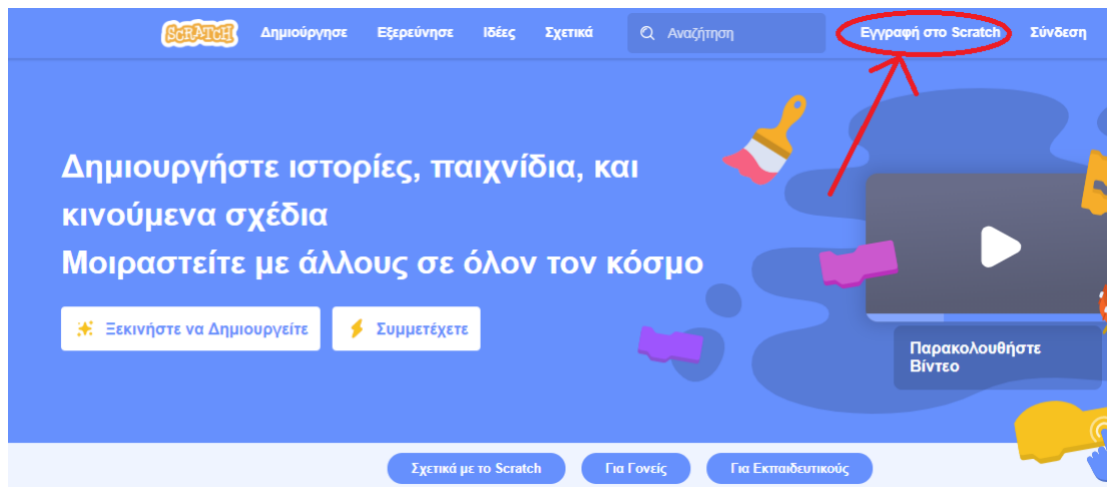 SCRATCH Δημιούργησε Εξερεύνησε Ιδέες Σχετικά Αναζήτηση Εγγραφή στο Scratch Σύνδεση
Δημιουργήστε ιστορίες, παιχνίδια, και
κινούμενα σχέδια
Μοιραστείτε με άλλους σε όλον τον κόσμο
Ξεκινήστε να Δημιουργείτε Συμμετέχετε
Παρακολουθήστε
Βίντεο
Σχετικά με το Scratch Για Γονείς Για Εκπαιδευτικούς